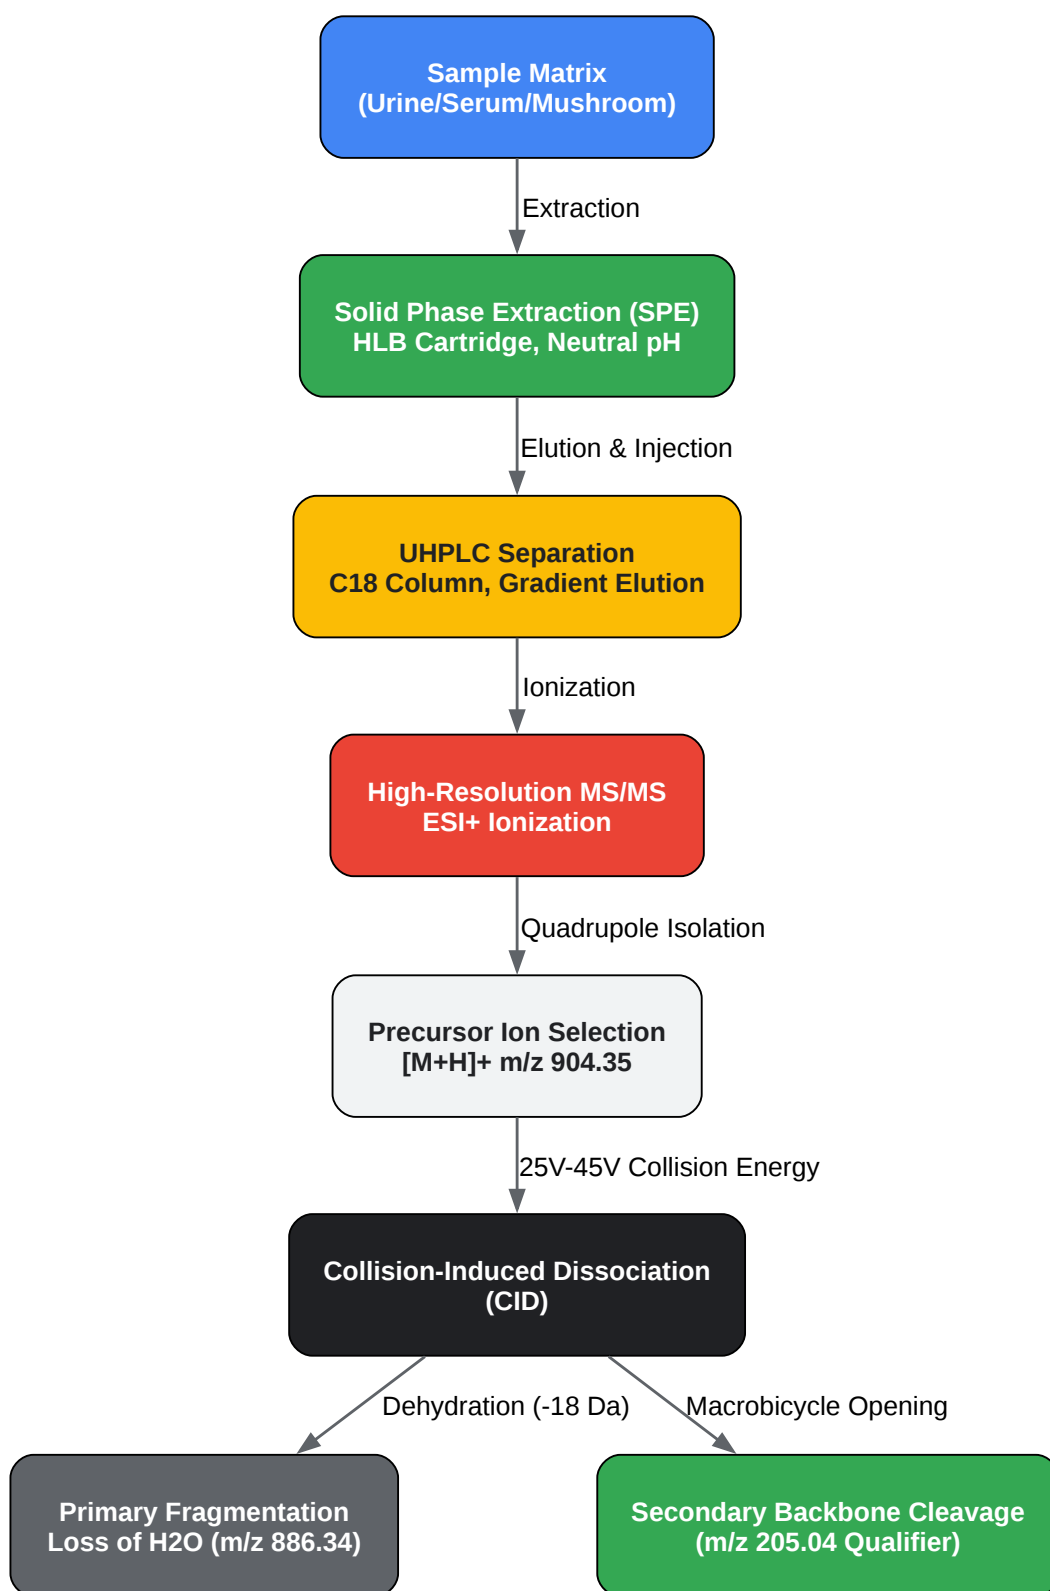 Sample Matrix
(Urine/Serum/Mushroom)
Extraction
Solid Phase Extraction (SPE)
HLB Cartridge, Neutral pH
Elution & Injection
UHPLC Separation
C18 Column, Gradient Elution
Ionization
High-Resolution MS/MS
ESI+ Ionization
Quadrupole Isolation
Precursor Ion Selection
[M+H]+ m/z 904.35
25V-45V Collision Energy
Collision-Induced Dissociation
(CID)
Dehydration (-18 Da)
Macrobicycle Opening
Primary Fragmentation
Loss of H2O (m/z 886.34)
Secondary Backbone Cleavage
(m/z 205.04 Qualifier)